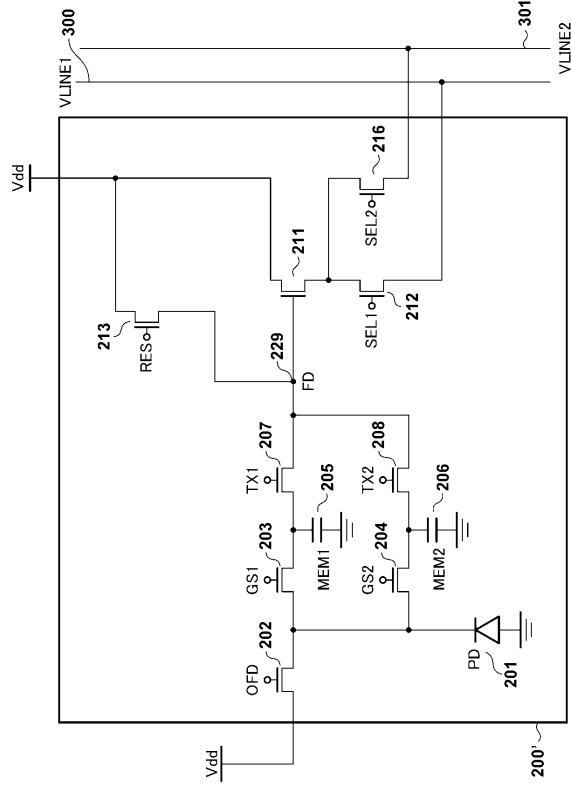 300
VLINE1
301
VLINE2
Vdd
213
RES
211
216
SEL2
SEL1
212
229
FD
207
TX1
205
208
TX2
206
203
GS1
MEM1
204
GS2
MEM2
202
OFD
PD
201
Vdd
200'